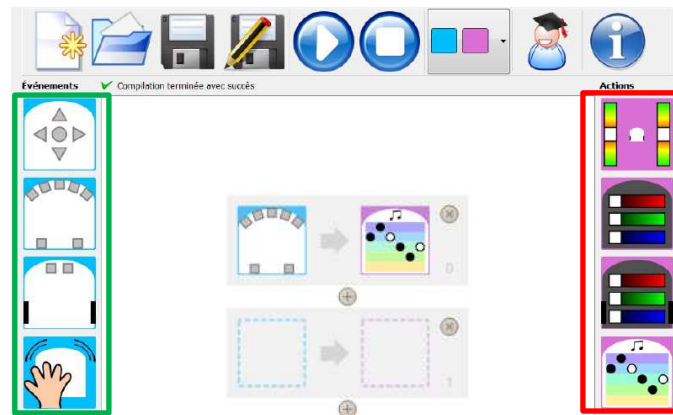 Événements
Compilation terminée avec succès
Actions
0
1